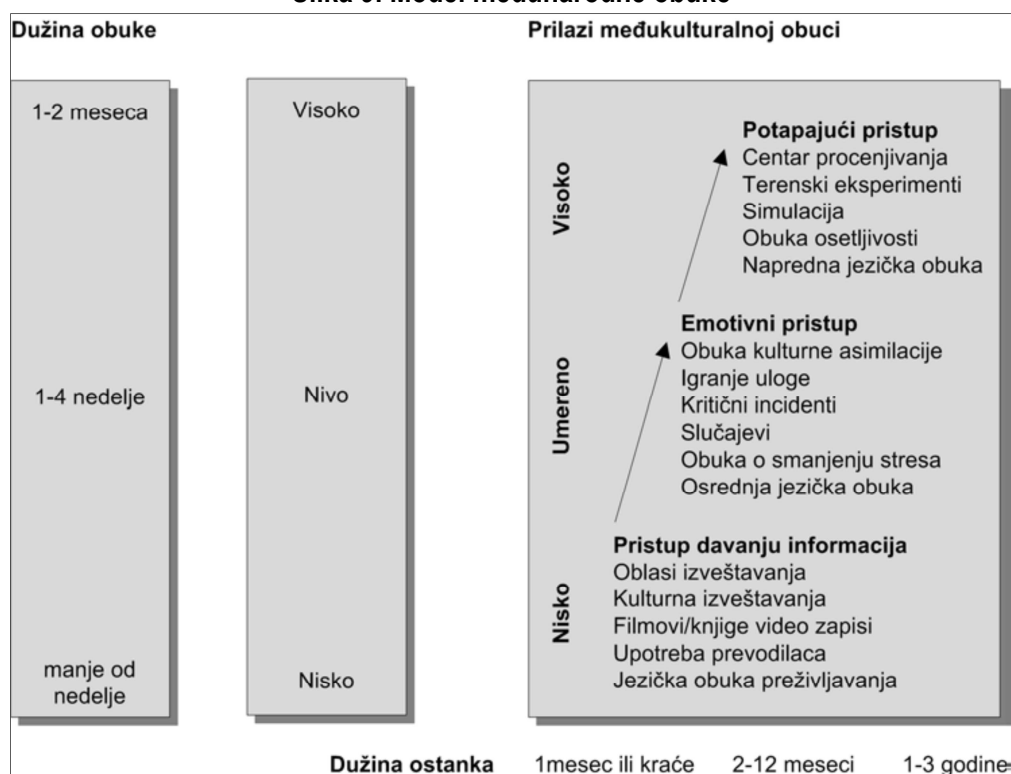 Dužina obuke
Prilazi međukulturalnoj obuci
1-2 meseca
1-4 nedelje
manje od
nedelje
Visoko
Nivo
Nisko
Visoko
Potapajući pristup
Centar procenjivanja
Terenski eksperimenti
Simulacija
Obuka osetljivosti
Napredna jezička obuka
Umereno
Emotivni pristup
Obuka kulturne asimilacije
Igranje uloge
Kritični incidenti
Slučajevi
Obuka o smanjenju stresa
Osrednja jezička obuka
Nisko
Pristup davanju informacija
Oblasi izveštavanja
Kulturna izveštavanja
Filmovi/knjige video zapisi
Upotreba prevodilaca
Jezička obuka preživljavanja
Dužina ostanka 1mesec ili kraće 2-12 meseci 1-3 godine